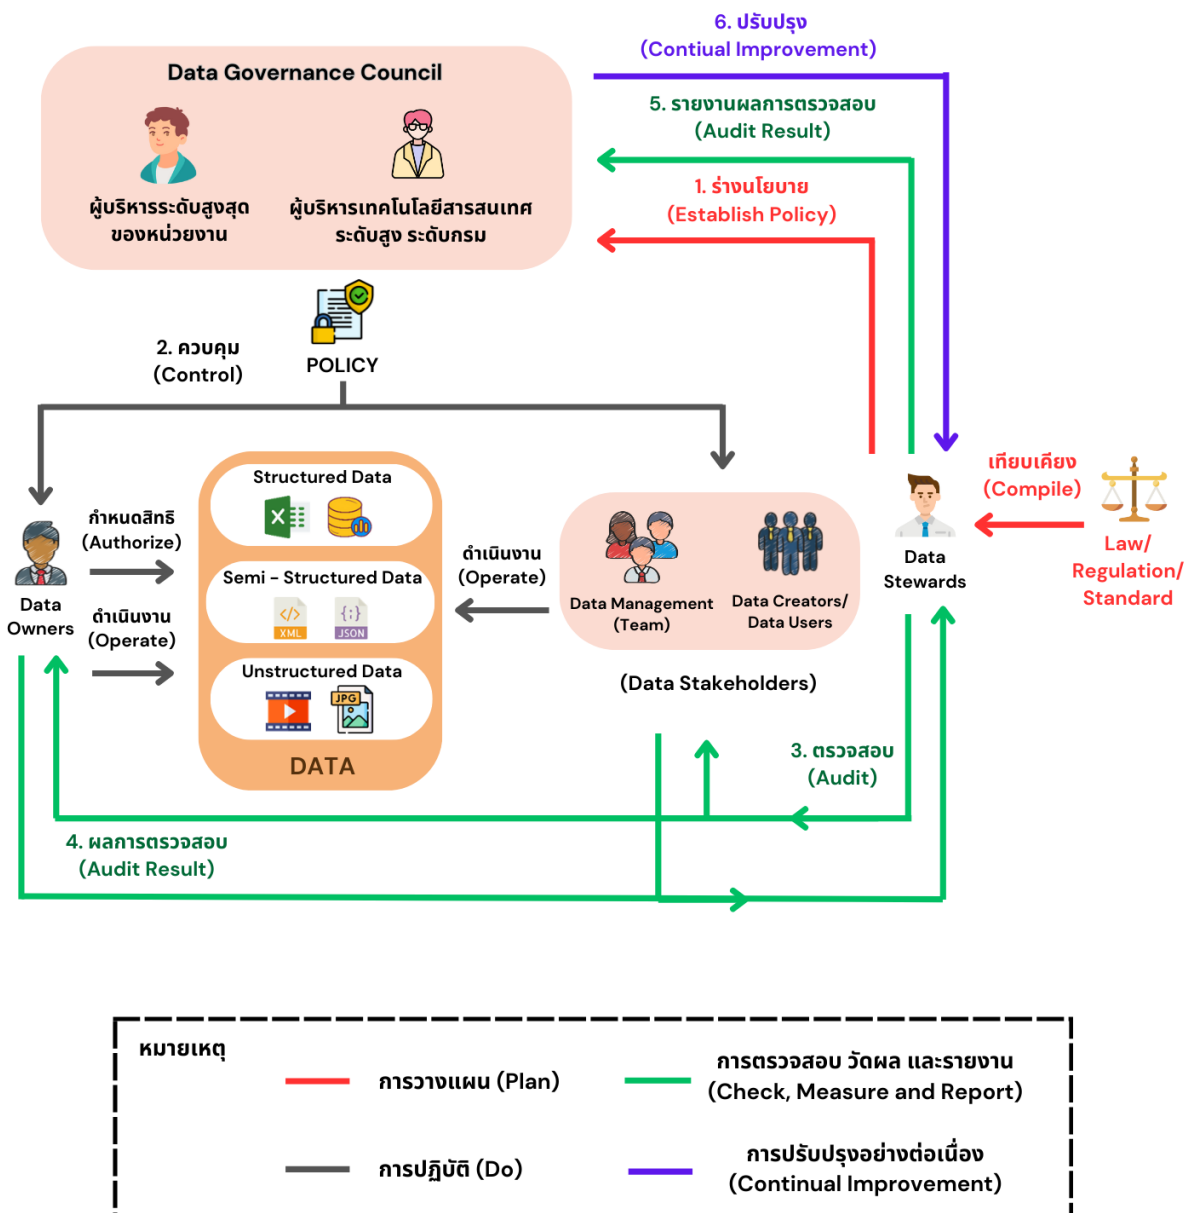 6. ปรับปรุง
(Contiual Improvement)
Data Governance Council
5. รายงานผลการตรวจสอบ
(Audit Result)
1. ร่างนโยบาย
(Establish Policy)
ผู้บริหารระดับสูงสุด
ของหน่วยงาน
ผู้บริหารเทคโนโลยีสารสนเทศ
ระดับสูง ระดับกรม
2. ควบคุม
(Control)
POLICY
กำหนดสิทธิ
(Authorize)
Data
Owners
ดำเนินงาน
(Operate)
Structured Data
Semi - Structured Data
XML
JSON
Unstructured Data
JPG
DATA
ดำเนินงาน
(Operate)
Data Management
(Team)
Data Creators/
Data Users
(Data Stakeholders)
Data
Stewards
เทียบเคียง
(Compile)
Law/
Regulation/
Standard
3. ตรวจสอบ
(Audit)
4. ผลการตรวจสอบ
(Audit Result)
หมายเหตุ
การวางแผน (Plan)
การตรวจสอบ วัดผล และรายงาน
(Check, Measure and Report)
การปฏิบัติ (Do)
การปรับปรุงอย่างต่อเนื่อง
(Continual Improvement)